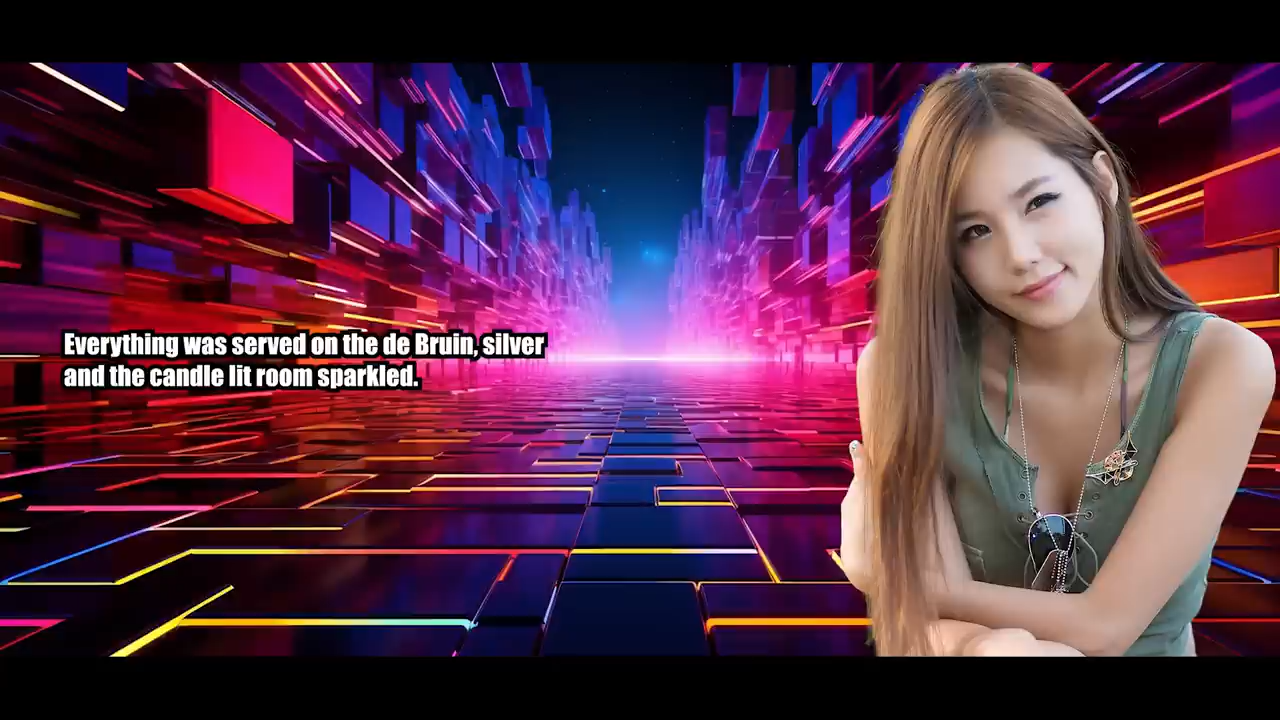 Everything was served on the de Bruin, silver
and the candle lit room sparkled.